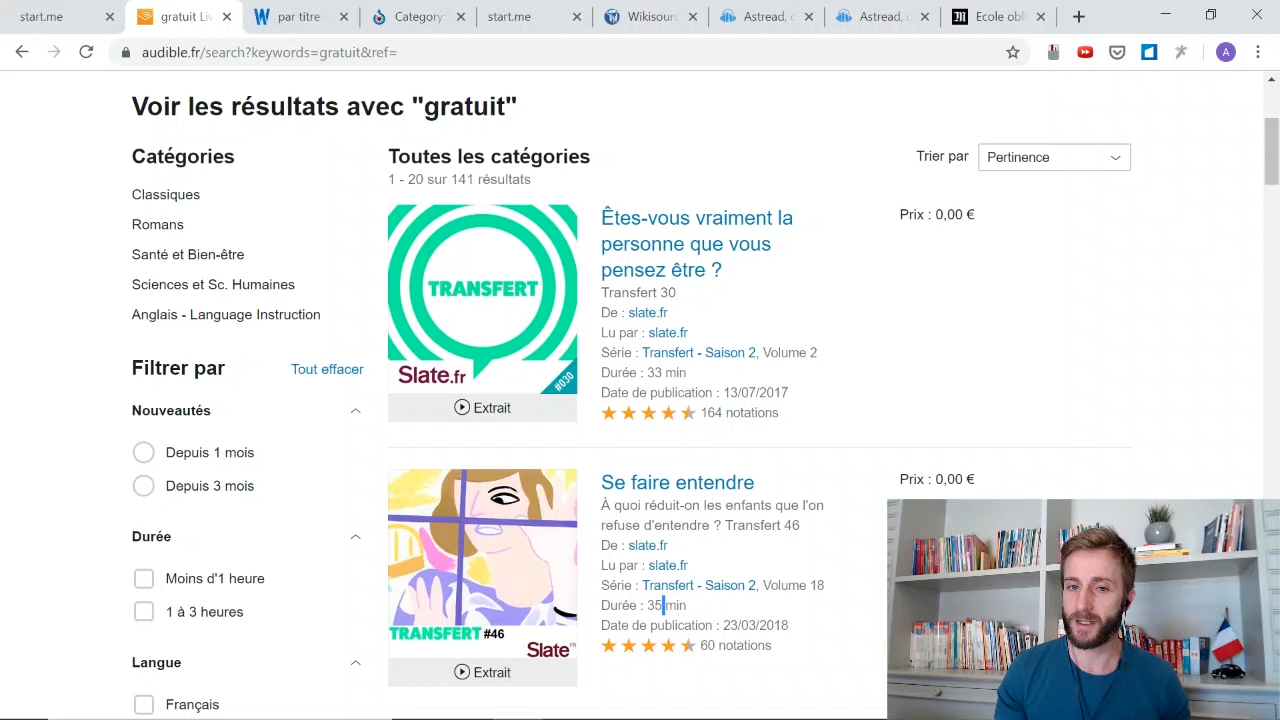 start.me
gratuit Liv
par titre
Category:
start.me
Wikisourc
Astread, c
Astread, c
Ecole obli
audible.fr/search?keywords=gratuit&ref=
A
Voir les résultats avec "gratuit"
Catégories
Classiques
Romans
Santé et Bien-être
Sciences et Sc. Humaines
Anglais - Language Instruction
Filtrer par
Tout effacer
Nouveautés
Depuis 1 mois
Depuis 3 mois
Durée
Moins d'1 heure
1 à 3 heures
Langue
Français
Toutes les catégories
1 - 20 sur 141 résultats
Trier par
Pertinence
TRANSFERT
Slate.fr
#030
Extrait
Êtes-vous vraiment la
personne que vous
pensez être ?
Transfert 30
De : slate.fr
Lu par : slate.fr
Série : Transfert - Saison 2, Volume 2
Durée : 33 min
Date de publication : 13/07/2017
164 notations
Prix : 0,00 €
TRANSFERT #46
Slate
Extrait
Se faire entendre
À quoi réduit-on les enfants que l'on
refuse d'entendre ? Transfert 46
De : slate.fr
Lu par : slate.fr
Série : Transfert - Saison 2, Volume 18
Durée : 35 min
Date de publication : 23/03/2018
60 notations
Prix : 0,00 €